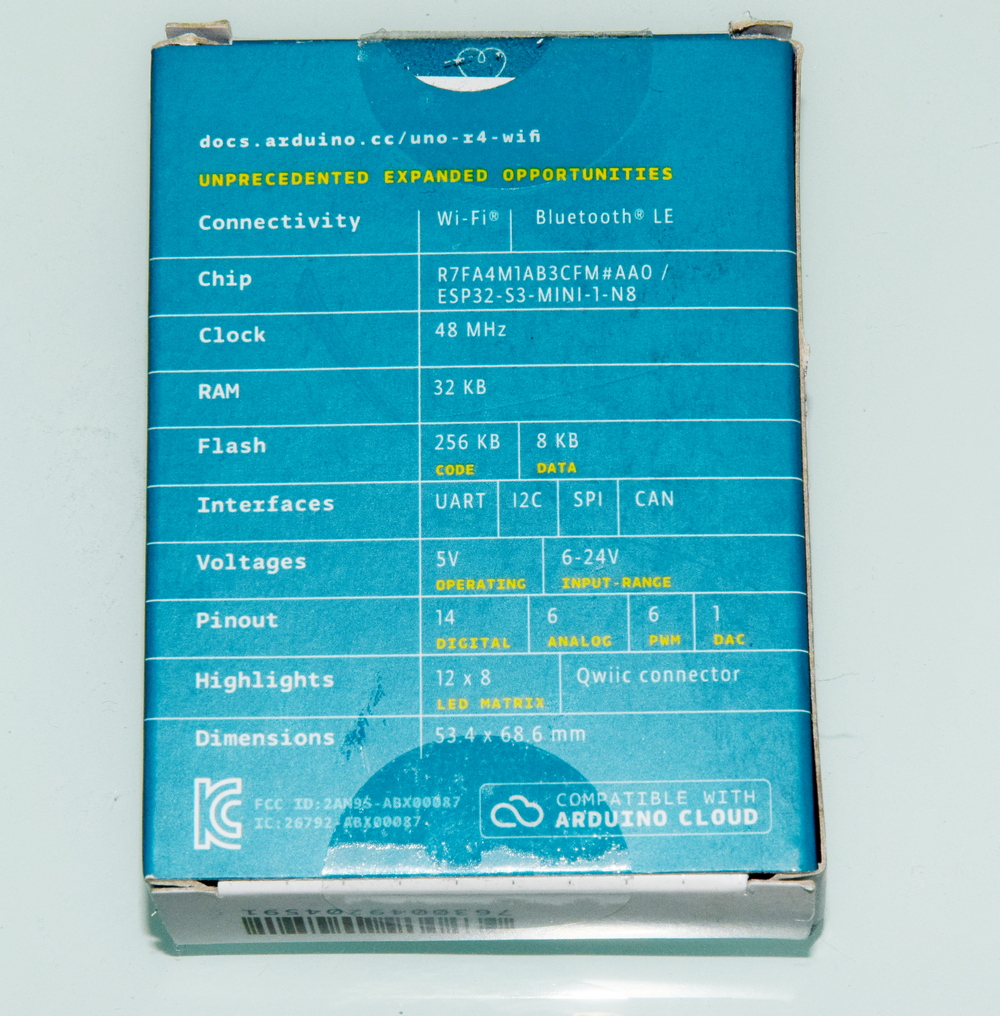 docs.arduino.cc/uno-r4-wifi
UNPRECEDENTED EXPANDED OPPORTUNITIES
Connectivity Wi-Fi® Bluetooth® LE
Chip R7FA4M1AB3CFM#AA0 /
ESP32-S3-MINI-1-N8
Clock 48 MHz
RAM 32 KB
Flash 256 KB 8 KB
CODE DATA
Interfaces UART I2C SPI CAN
Voltages 5V 6-24V
OPERATING INPUT-RANGE
Pinout 14 6 6 1
DIGITAL ANALOG PWM DAC
Highlights 12 x 8 Qwiic connector
LED MATRIX
Dimensions 53.4 x 68.6 mm
FCC ID:2AN9S-ABX00087
IC:26792-ABX00087
COMPATIBLE WITH
ARDUINO CLOUD